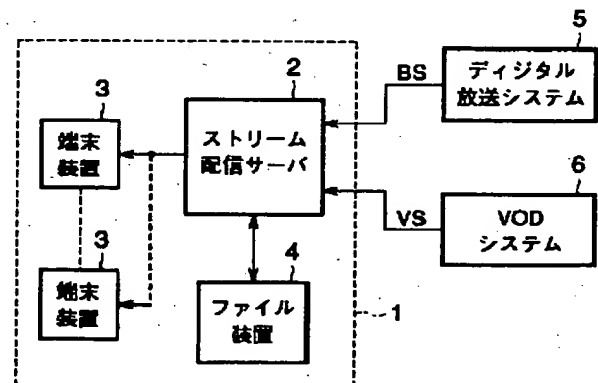 5
ディジタル
放送システム
BS
2
ストリーム
配信サーバ
3
端末
装置
6
VOD
システム
VS
3
端末
装置
4
ファイル
装置
1